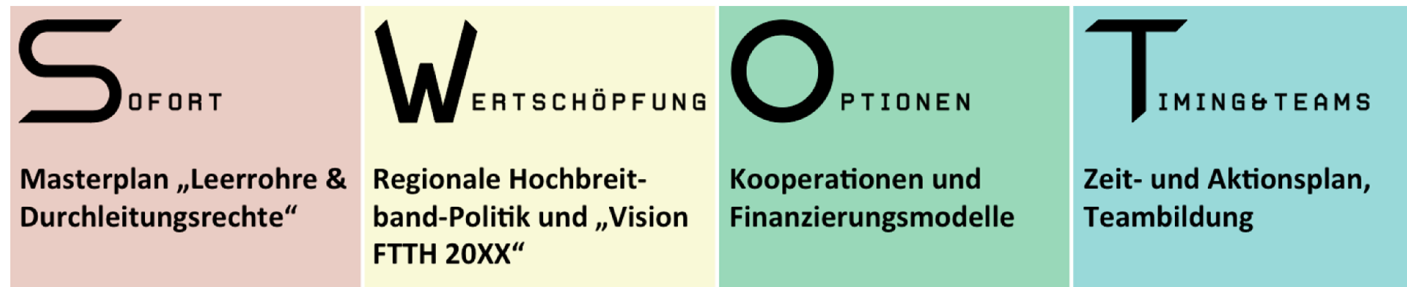 SOFORT
Masterplan „Leerrohre &
Durchleitungsrechte“
WERTSCHÖPFUNG
Regionale Hochbreit-
band-Politik und „Vision
FTTH 20XX“
OPTIONEN
Kooperationen und
Finanzierungsmodelle
TIMING&TEAMS
Zeit- und Aktionsplan,
Teambildung